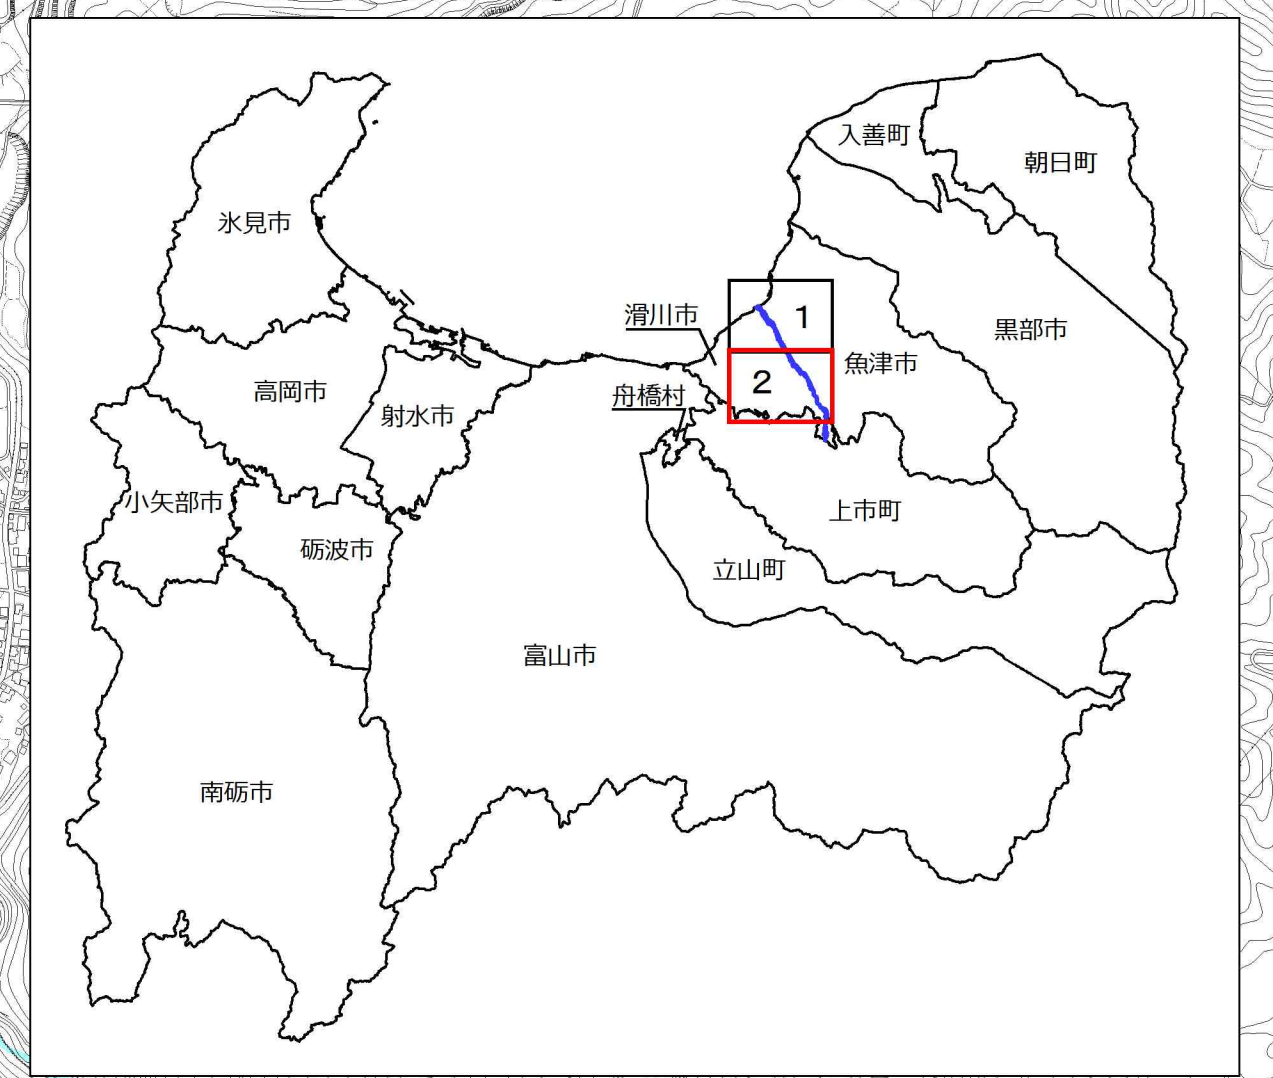 入善町
朝日町
氷見市
滑川市
1
黒部市
魚津市
2
舟橋村
高岡市
射水市
小矢部市
上市町
砺波市
立山町
富山市
南砺市